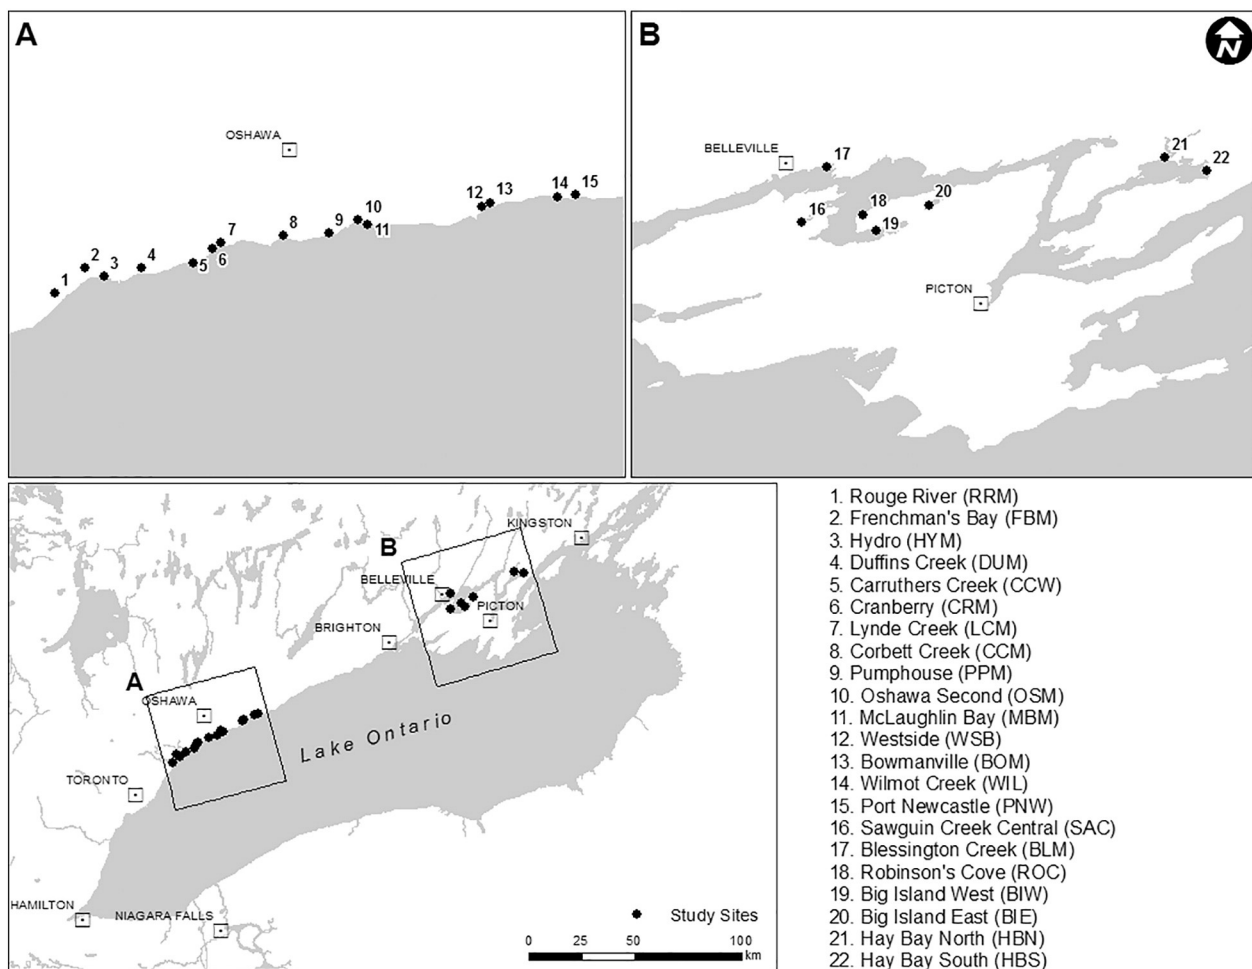 A
OSHAWA
1
2
3
4
5
6
7
8
9
10
11
12
13
14
15
B
N
BELLEVILLE
17
16
18
19
20
21
22
PICTON
KINGSTON
B
BELLEVILLE
PICTON
BRIGHTON
A
OSHAWA
Lake Ontario
TORONTO
HAMILTON
NIAGARA FALLS
Study Sites
0 25 50 100
km
1. Rouge River (RRM)
2. Frenchman's Bay (FBM)
3. Hydro (HYM)
4. Duffins Creek (DUM)
5. Carruthers Creek (CCW)
6. Cranberry (CRM)
7. Lynde Creek (LCM)
8. Corbett Creek (CCM)
9. Pumphouse (PPM)
10. Oshawa Second (OSM)
11. McLaughlin Bay (MBM)
12. Westside (WSB)
13. Bowmanville (BOM)
14. Wilmot Creek (WIL)
15. Port Newcastle (PNW)
16. Sawguin Creek Central (SAC)
17. Blessington Creek (BLM)
18. Robinson's Cove (ROC)
19. Big Island West (BIW)
20. Big Island East (BIE)
21. Hay Bay North (HBN)
22. Hay Bay South (HBS)